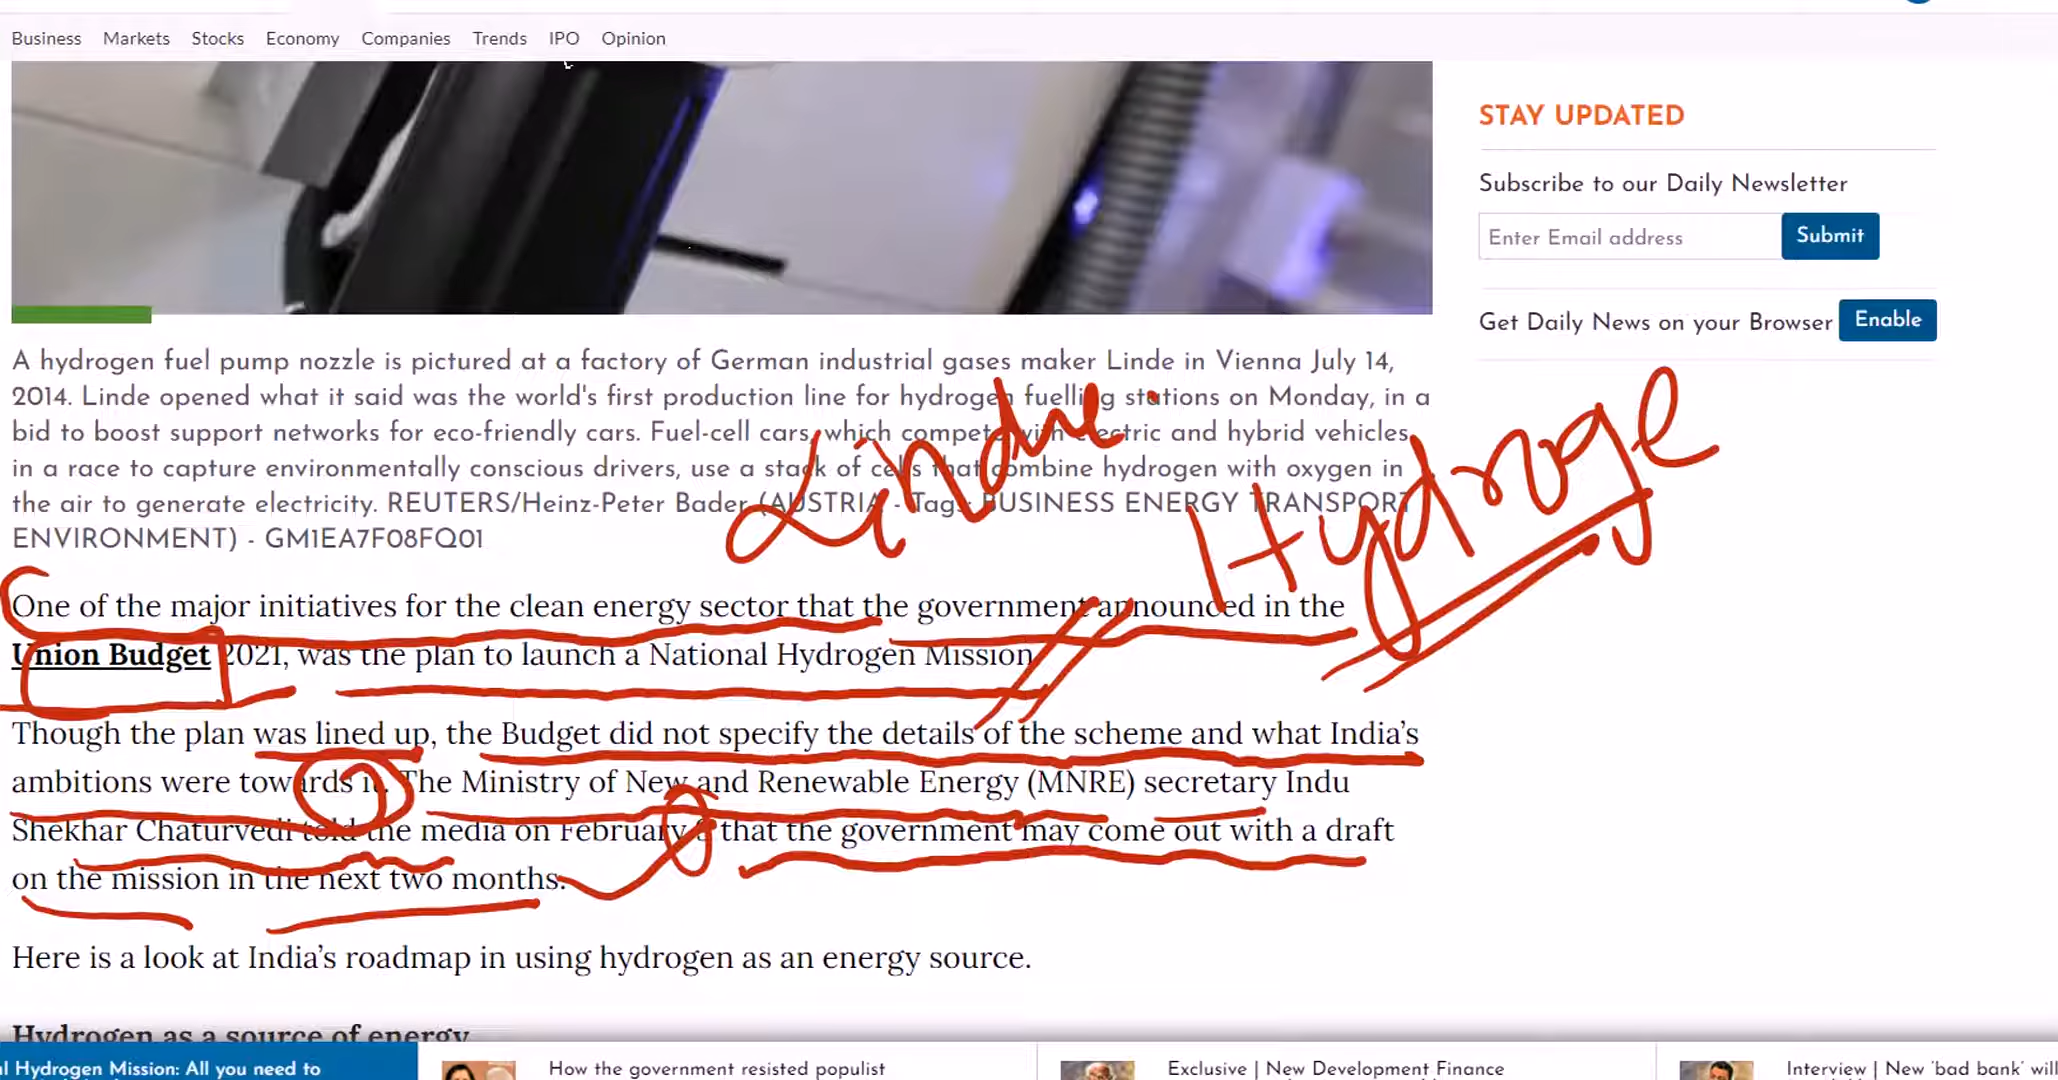 Business Markets Stocks Economy Companies Trends IPO Opinion
STAY UPDATED
Subscribe to our Daily Newsletter
Enter Email address Submit
Get Daily News on your Browser Enable
A hydrogen fuel pump nozzle is pictured at a factory of German industrial gases maker Linde in Vienna July 14,
2014. Linde opened what it said was the world's first production line for hydrogen fuelling stations on Monday, in a
bid to boost support networks for eco-friendly cars. Fuel-cell cars, which compete with electric and hybrid vehicles
in a race to capture environmentally conscious drivers, use a stack of cells that combine hydrogen with oxygen in
the air to generate electricity. REUTERS/Heinz-Peter Bader (AUSTRIA - Tags: BUSINESS ENERGY TRANSPORT
ENVIRONMENT) - GM1EA7F08FQ01
Linde
Hydroge
One of the major initiatives for the clean energy sector that the government announced in the
Union Budget 2021, was the plan to launch a National Hydrogen Mission
Though the plan was lined up, the Budget did not specify the details of the scheme and what India’s
ambitions were towards it. The Ministry of New and Renewable Energy (MNRE) secretary Indu
Shekhar Chaturvedi told the media on February that the government may come out with a draft
on the mission in the next two months.
Here is a look at India’s roadmap in using hydrogen as an energy source.
Hydrogen as a source of energy
l Hydrogen Mission: All you need to
How the government resisted populist
Exclusive | New Development Finance
Interview | New ‘bad bank’ will